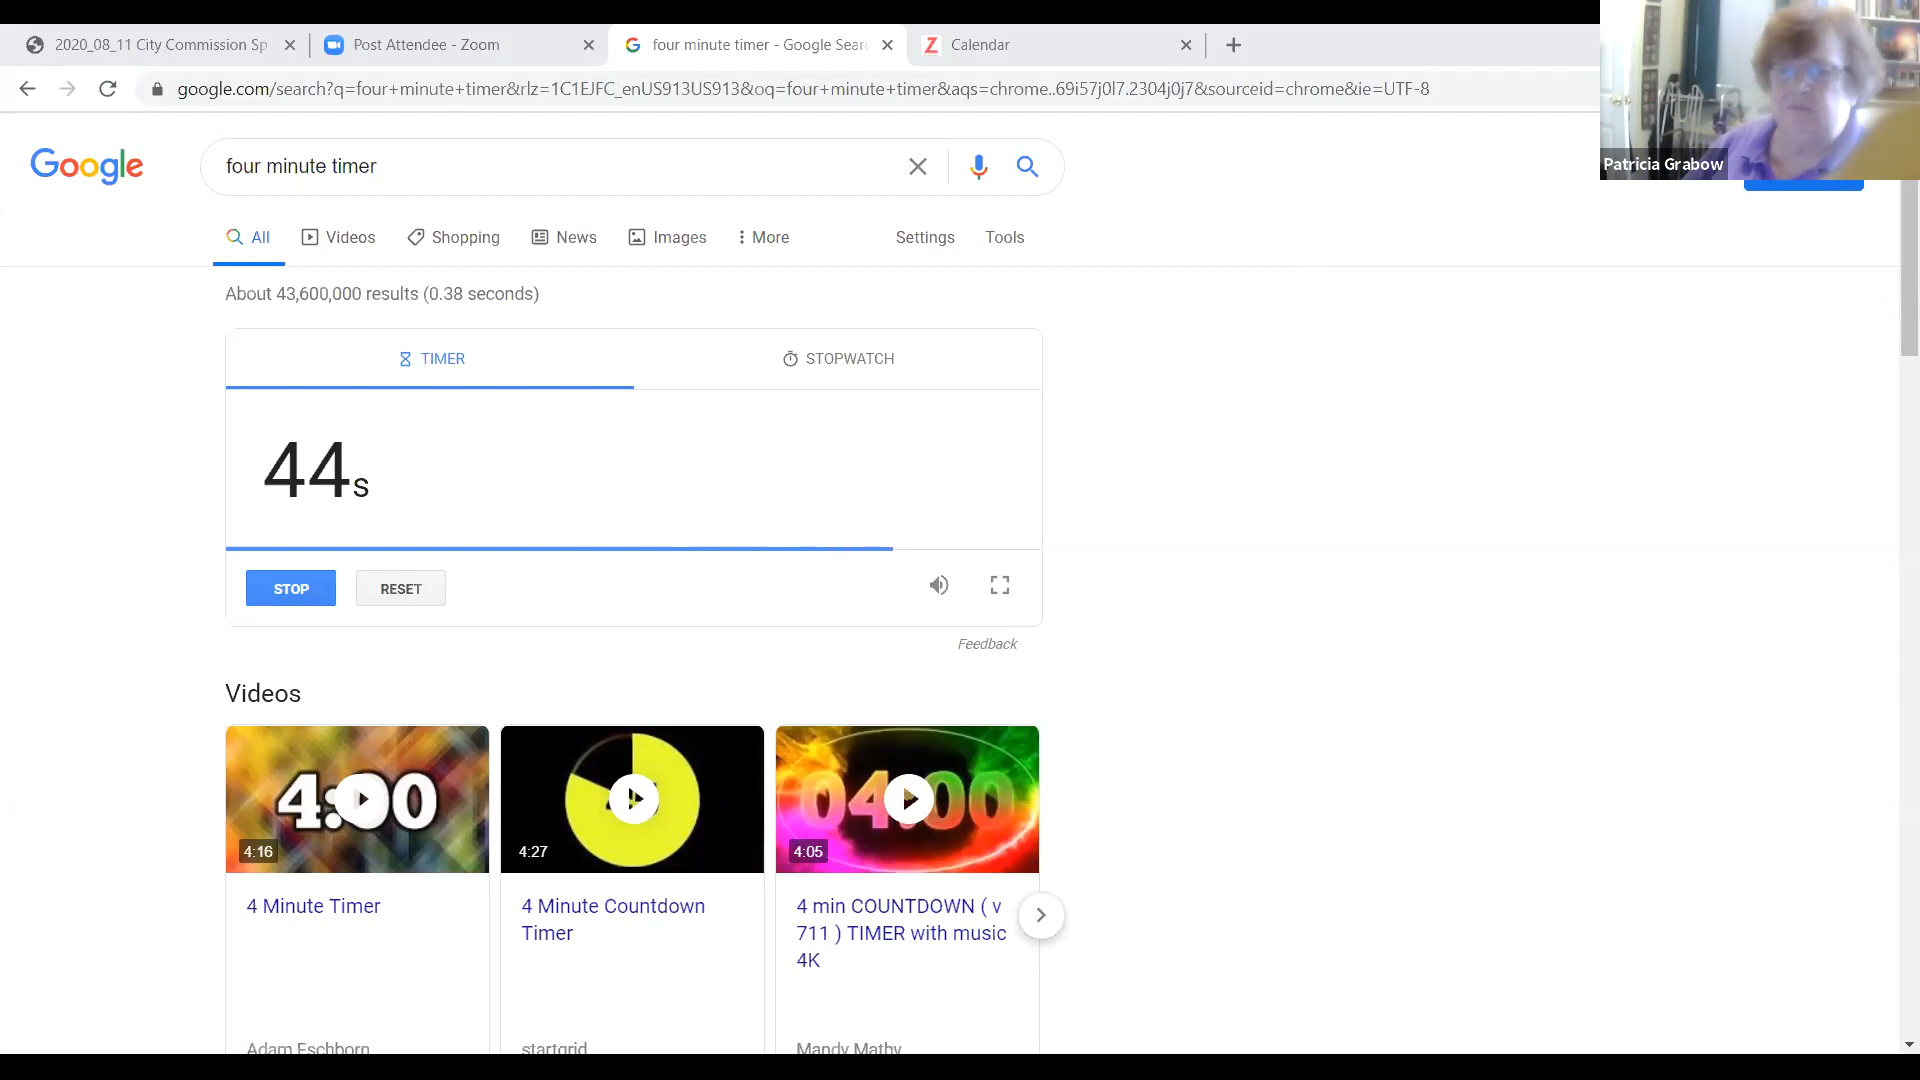 2020_08_11 City Commission Sp
Post Attendee - Zoom
four minute timer - Google Sear
Calendar
google.com/search?q=four+minute+timer&rlz=1C1EJFC_enUS913US913&oq=four+minute+timer&aqs=chrome..69i57j0l7.2304j0j7&sourceid=chrome&ie=UTF-8
Patricia Grabow
Google
four minute timer
All
Videos
Shopping
News
Images
More
Settings
Tools
About 43,600,000 results (0.38 seconds)
TIMER
STOPWATCH
44s
STOP
RESET
Feedback
Videos
4:00
4:16
4:27
04:00
4:05
4 Minute Timer
4 Minute Countdown
Timer
4 min COUNTDOWN ( v
711 ) TIMER with music
4K
Adam Eschborn
startgrid
Mandy Mathy